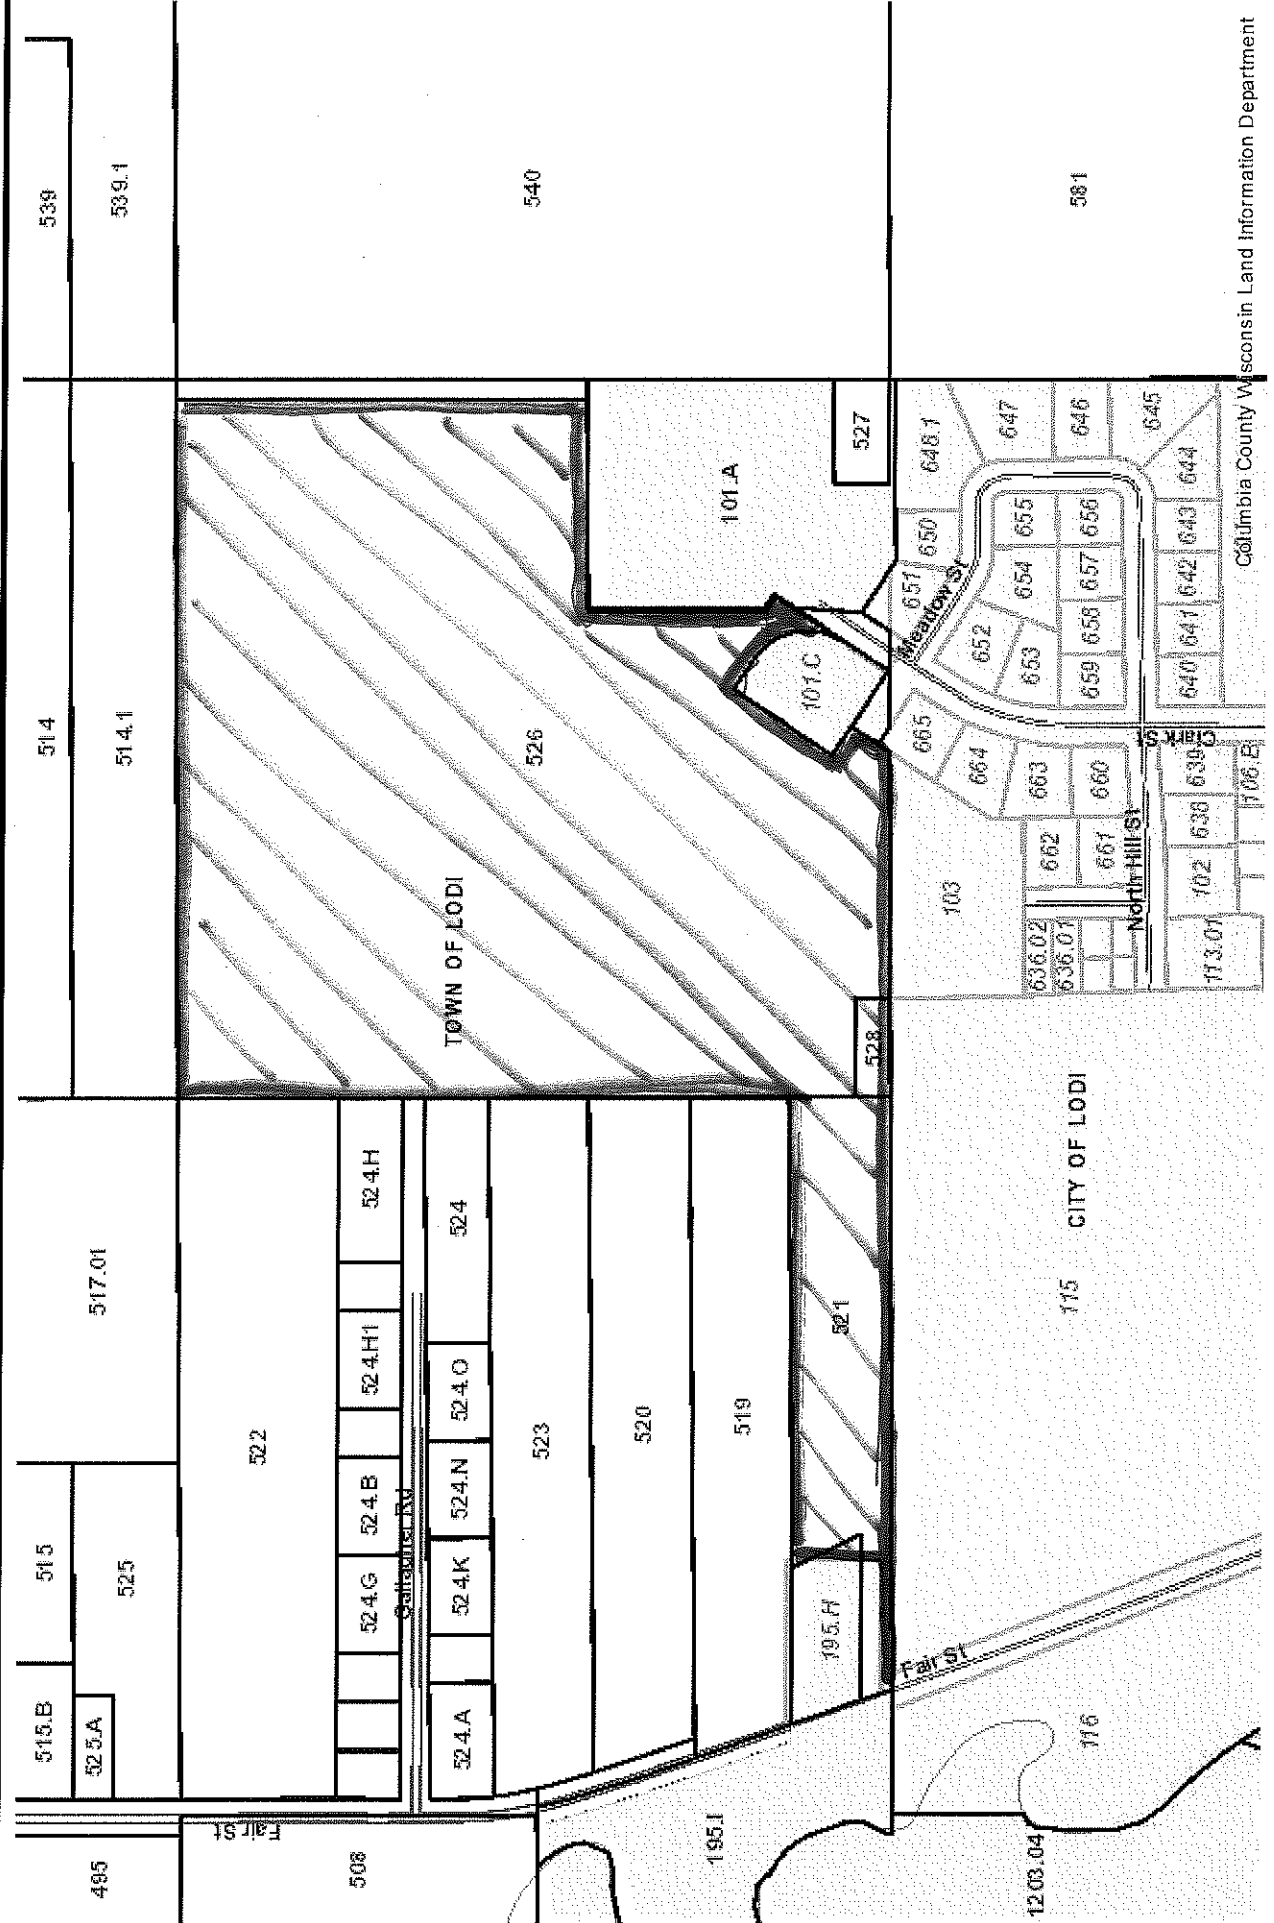 515.B
515
514
539
495
525.A
525
517.01
514.1
539.1
Fair St
522
508
524.G
524.B
524.H1
524.H
Gallagher Rd
524.A
524.K
524.N
524.O
524
TOWN OF LODI
523
526
540
520
519
195.I
195.H
521
101.C
101.A
528
527
Fair St
Meadow St
665
651
650
648.1
103
664
652
647
1203.04
636.02
662
663
653
654
655
636.01
116
115
CITY OF LODI
661
660
659
658
657
656
646
581
North Hill St
Clark St
645
102
638
639
640
641
642
643
644
113.01
106.B
Columbia County Wisconsin Land Information Department